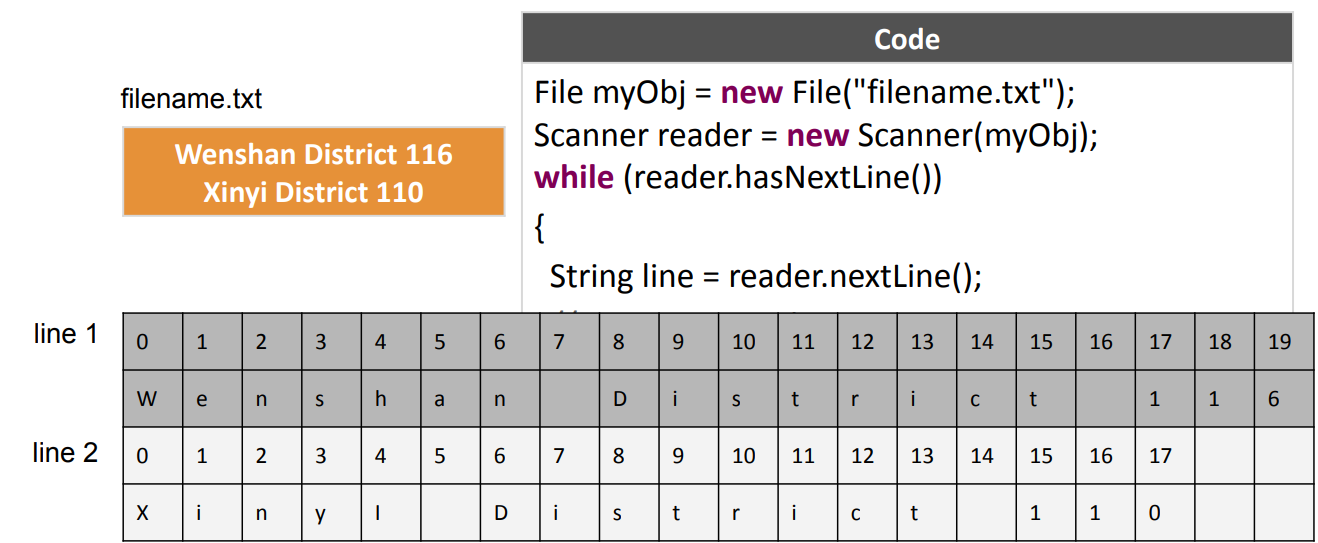 Code
filename.txt
File myObj = new File("filename.txt");
Scanner reader = new Scanner(myObj);
while (reader.hasNextLine())
{
String line = reader.nextLine();
Wenshan District 116
Xinyi District 110
line 1
0 1 2 3 4 5 6 7 8 9 10 11 12 13 14 15 16 17 18 19
W e n s h a n D i s t r i c t 1 1 6
line 2
0 1 2 3 4 5 6 7 8 9 10 11 12 13 14 15 16 17
X i n y I D i s t r i c t 1 1 0